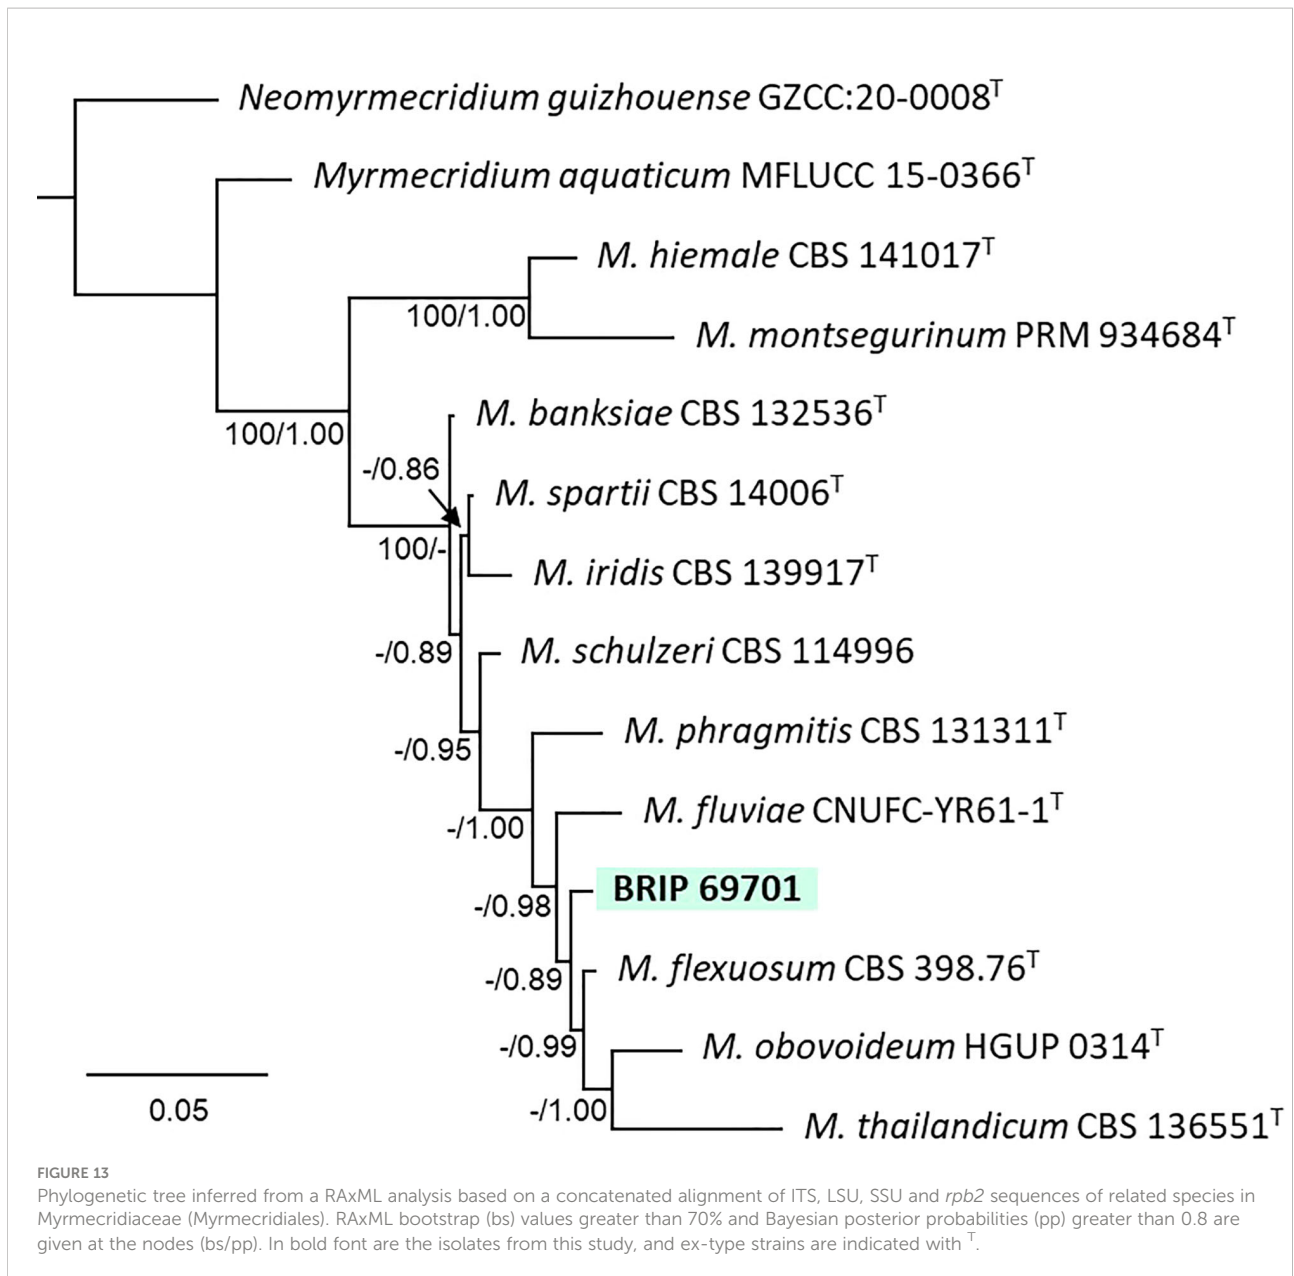 Neomyrmecridium guizhouense GZCC:20-0008T
Myrmecridium aquaticum MFLUCC 15-0366T
M. hiemale CBS 141017T
100/1.00
M. montsegurinum PRM 934684T
M. banksiae CBS 132536T
100/1.00
-/0.86
M. spartii CBS 14006T
100/-
M. iridis CBS 139917T
-/0.89
M. schulzeri CBS 114996
M. phragmitis CBS 131311T
-/0.95
M. fluviae CNUFC-YR61-1T
-/1.00
BRIP 69701
-/0.98
M. flexuosum CBS 398.76T
-/0.89
M. obovoideum HGUP 0314T
-/0.99
0.05
-/1.00
M. thailandicum CBS 136551T
FIGURE 13
Phylogenetic tree inferred from a RAxML analysis based on a concatenated alignment of ITS, LSU, SSU and rpb2 sequences of related species in
Myrmecridiaceae (Myrmecridiales). RAxML bootstrap (bs) values greater than 70% and Bayesian posterior probabilities (pp) greater than 0.8 are
given at the nodes (bs/pp). In bold font are the isolates from this study, and ex-type strains are indicated with T.